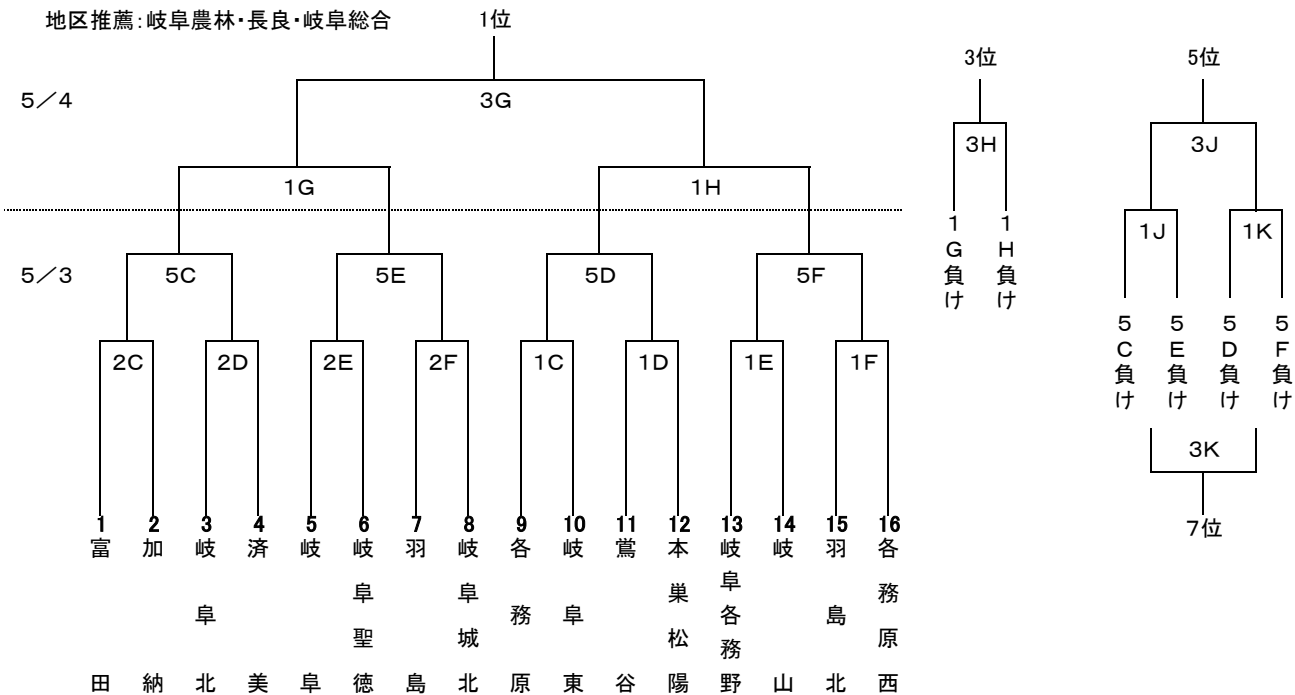 地区推薦：岐阜農林・長良・岐阜総合
1位
3位
5位
5／4
3G
3H
3J
1G
1H
1G負け
1H負け
1J
1K
5／3
5C
5E
5D
5F
5C負け
5E負け
5D負け
5F負け
2C
2D
2E
2F
1C
1D
1E
1F
3K
7位
1 富田
2 加納
3 岐阜北
4 済美
5 岐阜
6 岐阜聖徳
7 羽島
8 岐阜城北
9 各務原
10 岐阜東
11 鶯谷
12 本巣松陽
13 岐阜各務野
14 岐山
15 羽島北
16 各務原西